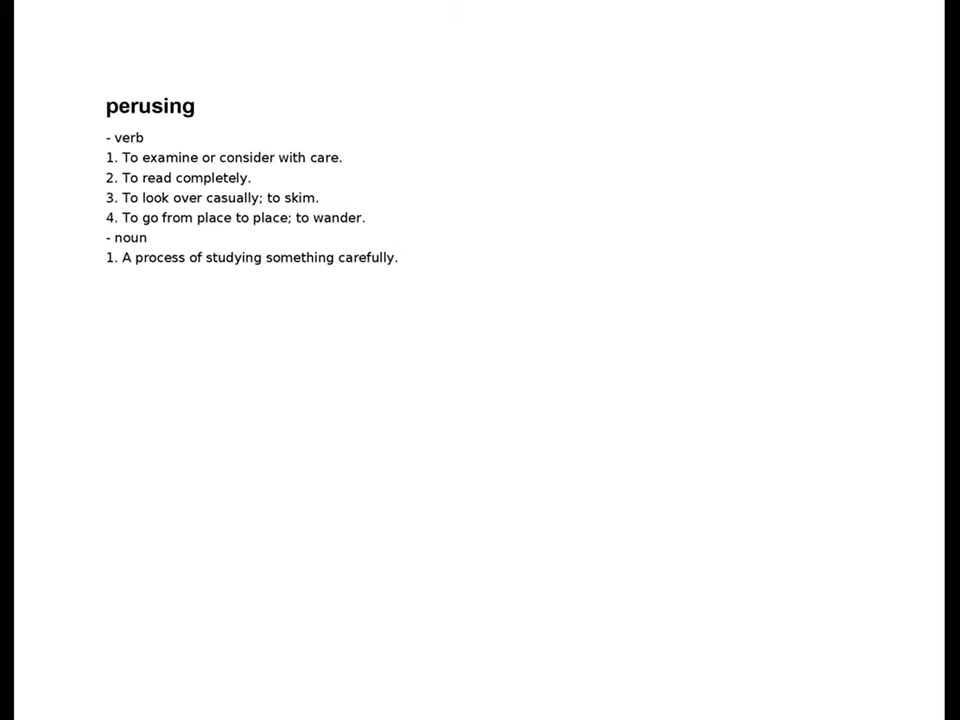 perusing
- verb
1. To examine or consider with care.
2. To read completely.
3. To look over casually; to skim.
4. To go from place to place; to wander.
- noun
1. A process of studying something carefully.